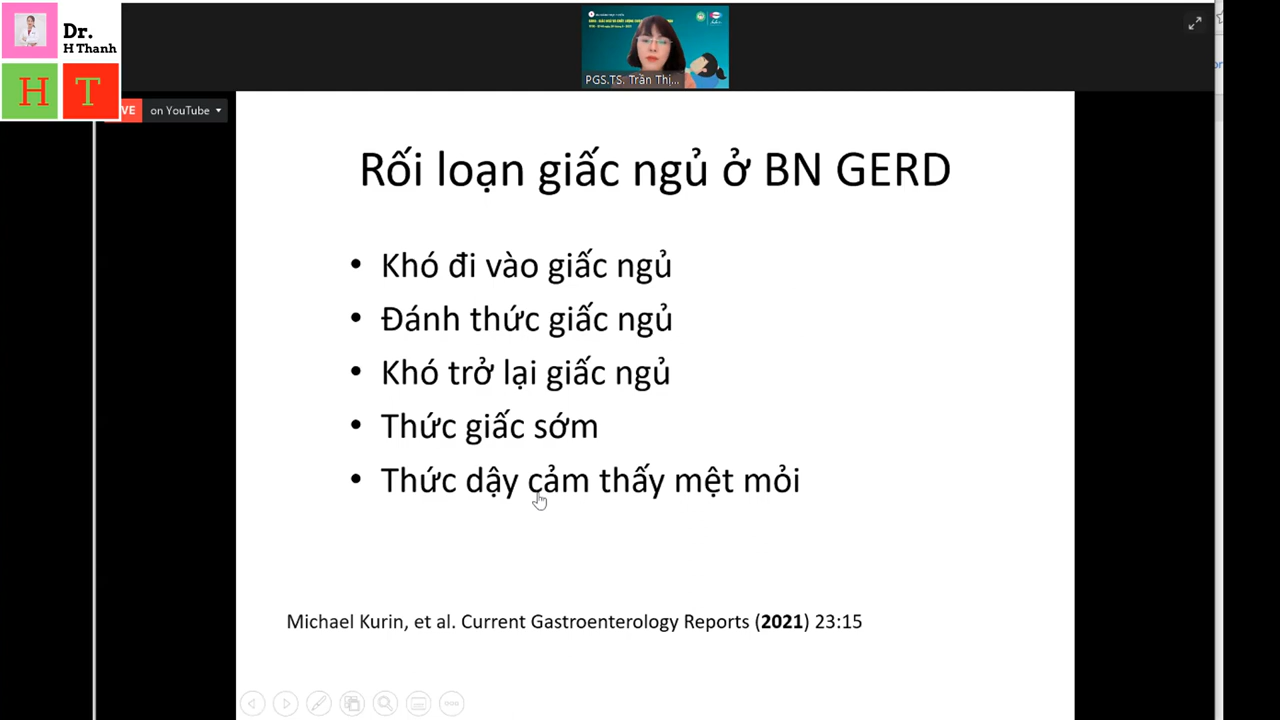 Dr.
H Thanh
H T
VE
on YouTube
PGS.TS. Trần Thị...
Rối loạn giấc ngủ ở BN GERD
• Khó đi vào giấc ngủ
• Đánh thức giấc ngủ
• Khó trở lại giấc ngủ
• Thức giấc sớm
• Thức dậy cảm thấy mệt mỏi
Michael Kurin, et al. Current Gastroenterology Reports (2021) 23:15